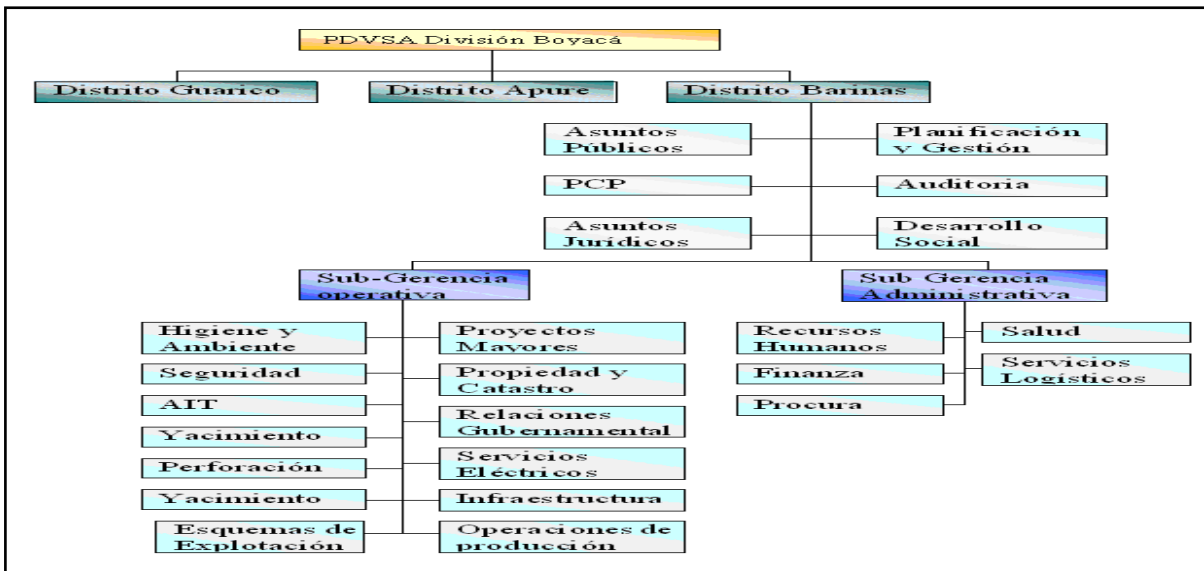 PDVSA División Boyacá
Distrito Guarico
Distrito Apure
Distrito Barinas
Asuntos
Públicos
Planificación
y Gestión
PCP
Auditoria
Asuntos
Jurídicos
Desarrollo
Social
Sub-Gerencia
operativa
Sub Gerencia
Administrativa
Higiene y
Ambiente
Proyectos
Mayores
Seguridad
Propiedad y
Catastro
AIT
Relaciones
Gubernamental
Yacimiento
Servicios
Eléctricos
Perforación
Yacimiento
Infraestructura
Esquemas de
Explotación
Operaciones de
producción
Recursos
Humanos
Salud
Finanza
Servicios
Logísticos
Procura